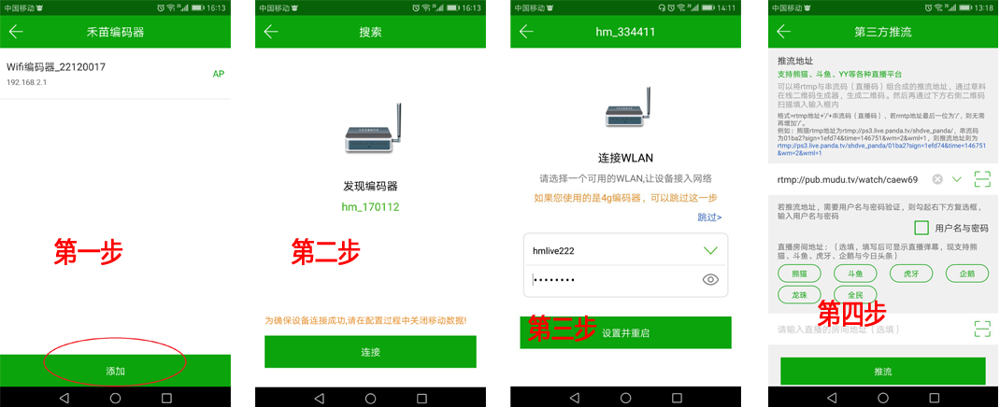 中国移动 16:13
禾苗编码器
Wifi编码器_22120017
AP
192.168.2.1
第一步
添加
中国移动 16:13
搜索
发现编码器
hm_170112
第二步
为确保设备连接成功,请在配置过程中关闭移动数据!
连接
中国移动 14:11
hm_334411
连接WLAN
请选择一个可用的WLAN,让设备接入网络
如果您使用的是4g编码器，可以跳过这一步
跳过>
hmlive222
••••••••
第三步
设置并重启
中国移动 13:18
第三方推流
推流地址
支持熊猫、斗鱼、YY等各种直播平台
可以将rtmp与串流码（直播码）组合成的推流地址，通过草料
在线二维码生成器，生成二维码。然后再通过下方右侧二维码
扫描填入输入框内
格式=rtmp地址+'/'+串流码（直播码），若rmtp地址最后一位为'/'，则无需
再增加'/'。
例如：熊猫rtmp地址为rtmp://ps3.live.panda.tv/shdve_panda/，串流码
为01ba2?sign=1efd74&time=146751&wm=2&wml=1，则推流地址则为
rtmp://ps3.live.panda.tv/shdve_panda/01ba2?sign=1efd74&time=146751
&wm=2&wml=1
rtmp://pub.mudu.tv/watch/caew69
若推流地址，需要用户名与密码验证，则勾起右下方复选框，
输入用户名与密码
用户名与密码
直播房间地址：（选填，填写后可显示直播弹幕，现支持熊
猫、斗鱼、虎牙、企鹅与今日头条）
熊猫 斗鱼 虎牙 企鹅
龙珠 全民
第四步
请输入直播的房间地址（选填）
推流